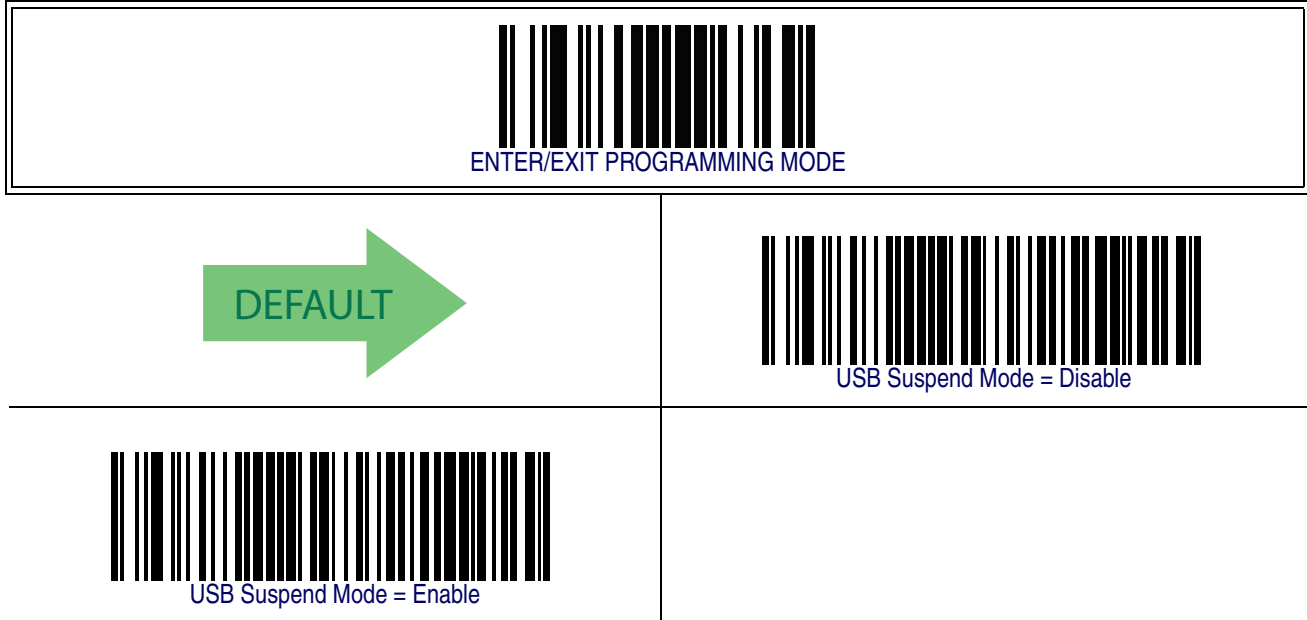 ENTER/EXIT PROGRAMMING MODE
DEFAULT
USB Suspend Mode = Disable
USB Suspend Mode = Enable